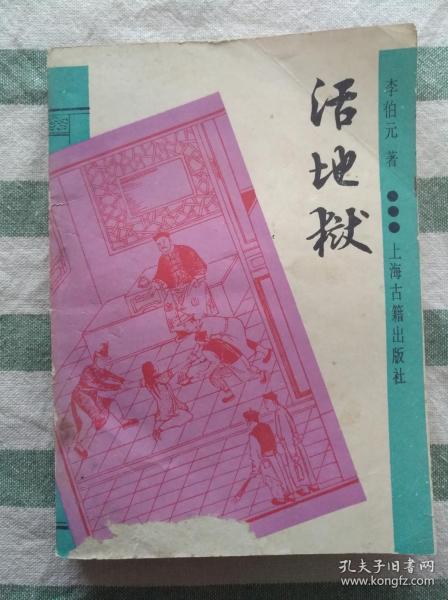 活地狱
李伯元 著
上海古籍出版社
孔夫子旧书网
www.kongfz.com